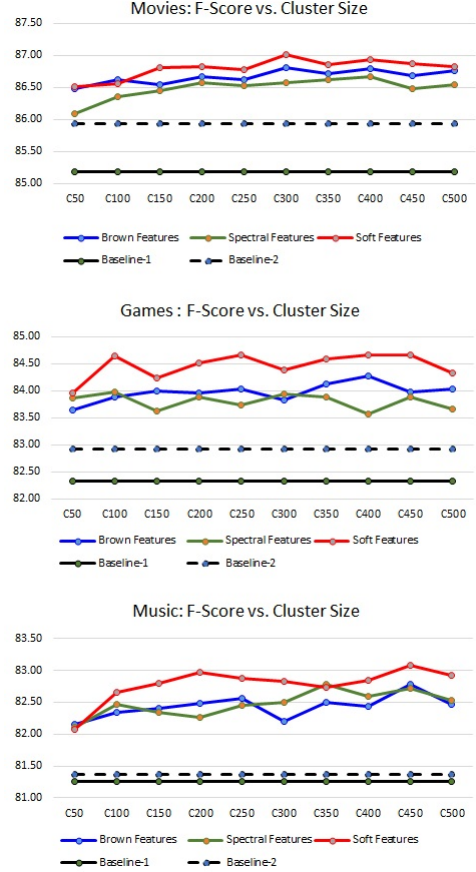 Movies: F-Score vs. Cluster Size
87.50
87.00
86.50
86.00
85.50
85.00
C50 C100 C150 C200 C250 C300 C350 C400 C450 C500
Brown Features Spectral Features Soft Features
Baseline-1 Baseline-2
Games : F-Score vs. Cluster Size
85.00
84.50
84.00
83.50
83.00
82.50
82.00
C50 C100 C150 C200 C250 C300 C350 C400 C450 C500
Brown Features Spectral Features Soft Features
Baseline-1 Baseline-2
Music: F-Score vs. Cluster Size
83.50
83.00
82.50
82.00
81.50
81.00
C50 C100 C150 C200 C250 C300 C350 C400 C450 C500
Brown Features Spectral Features Soft Features
Baseline-1 Baseline-2